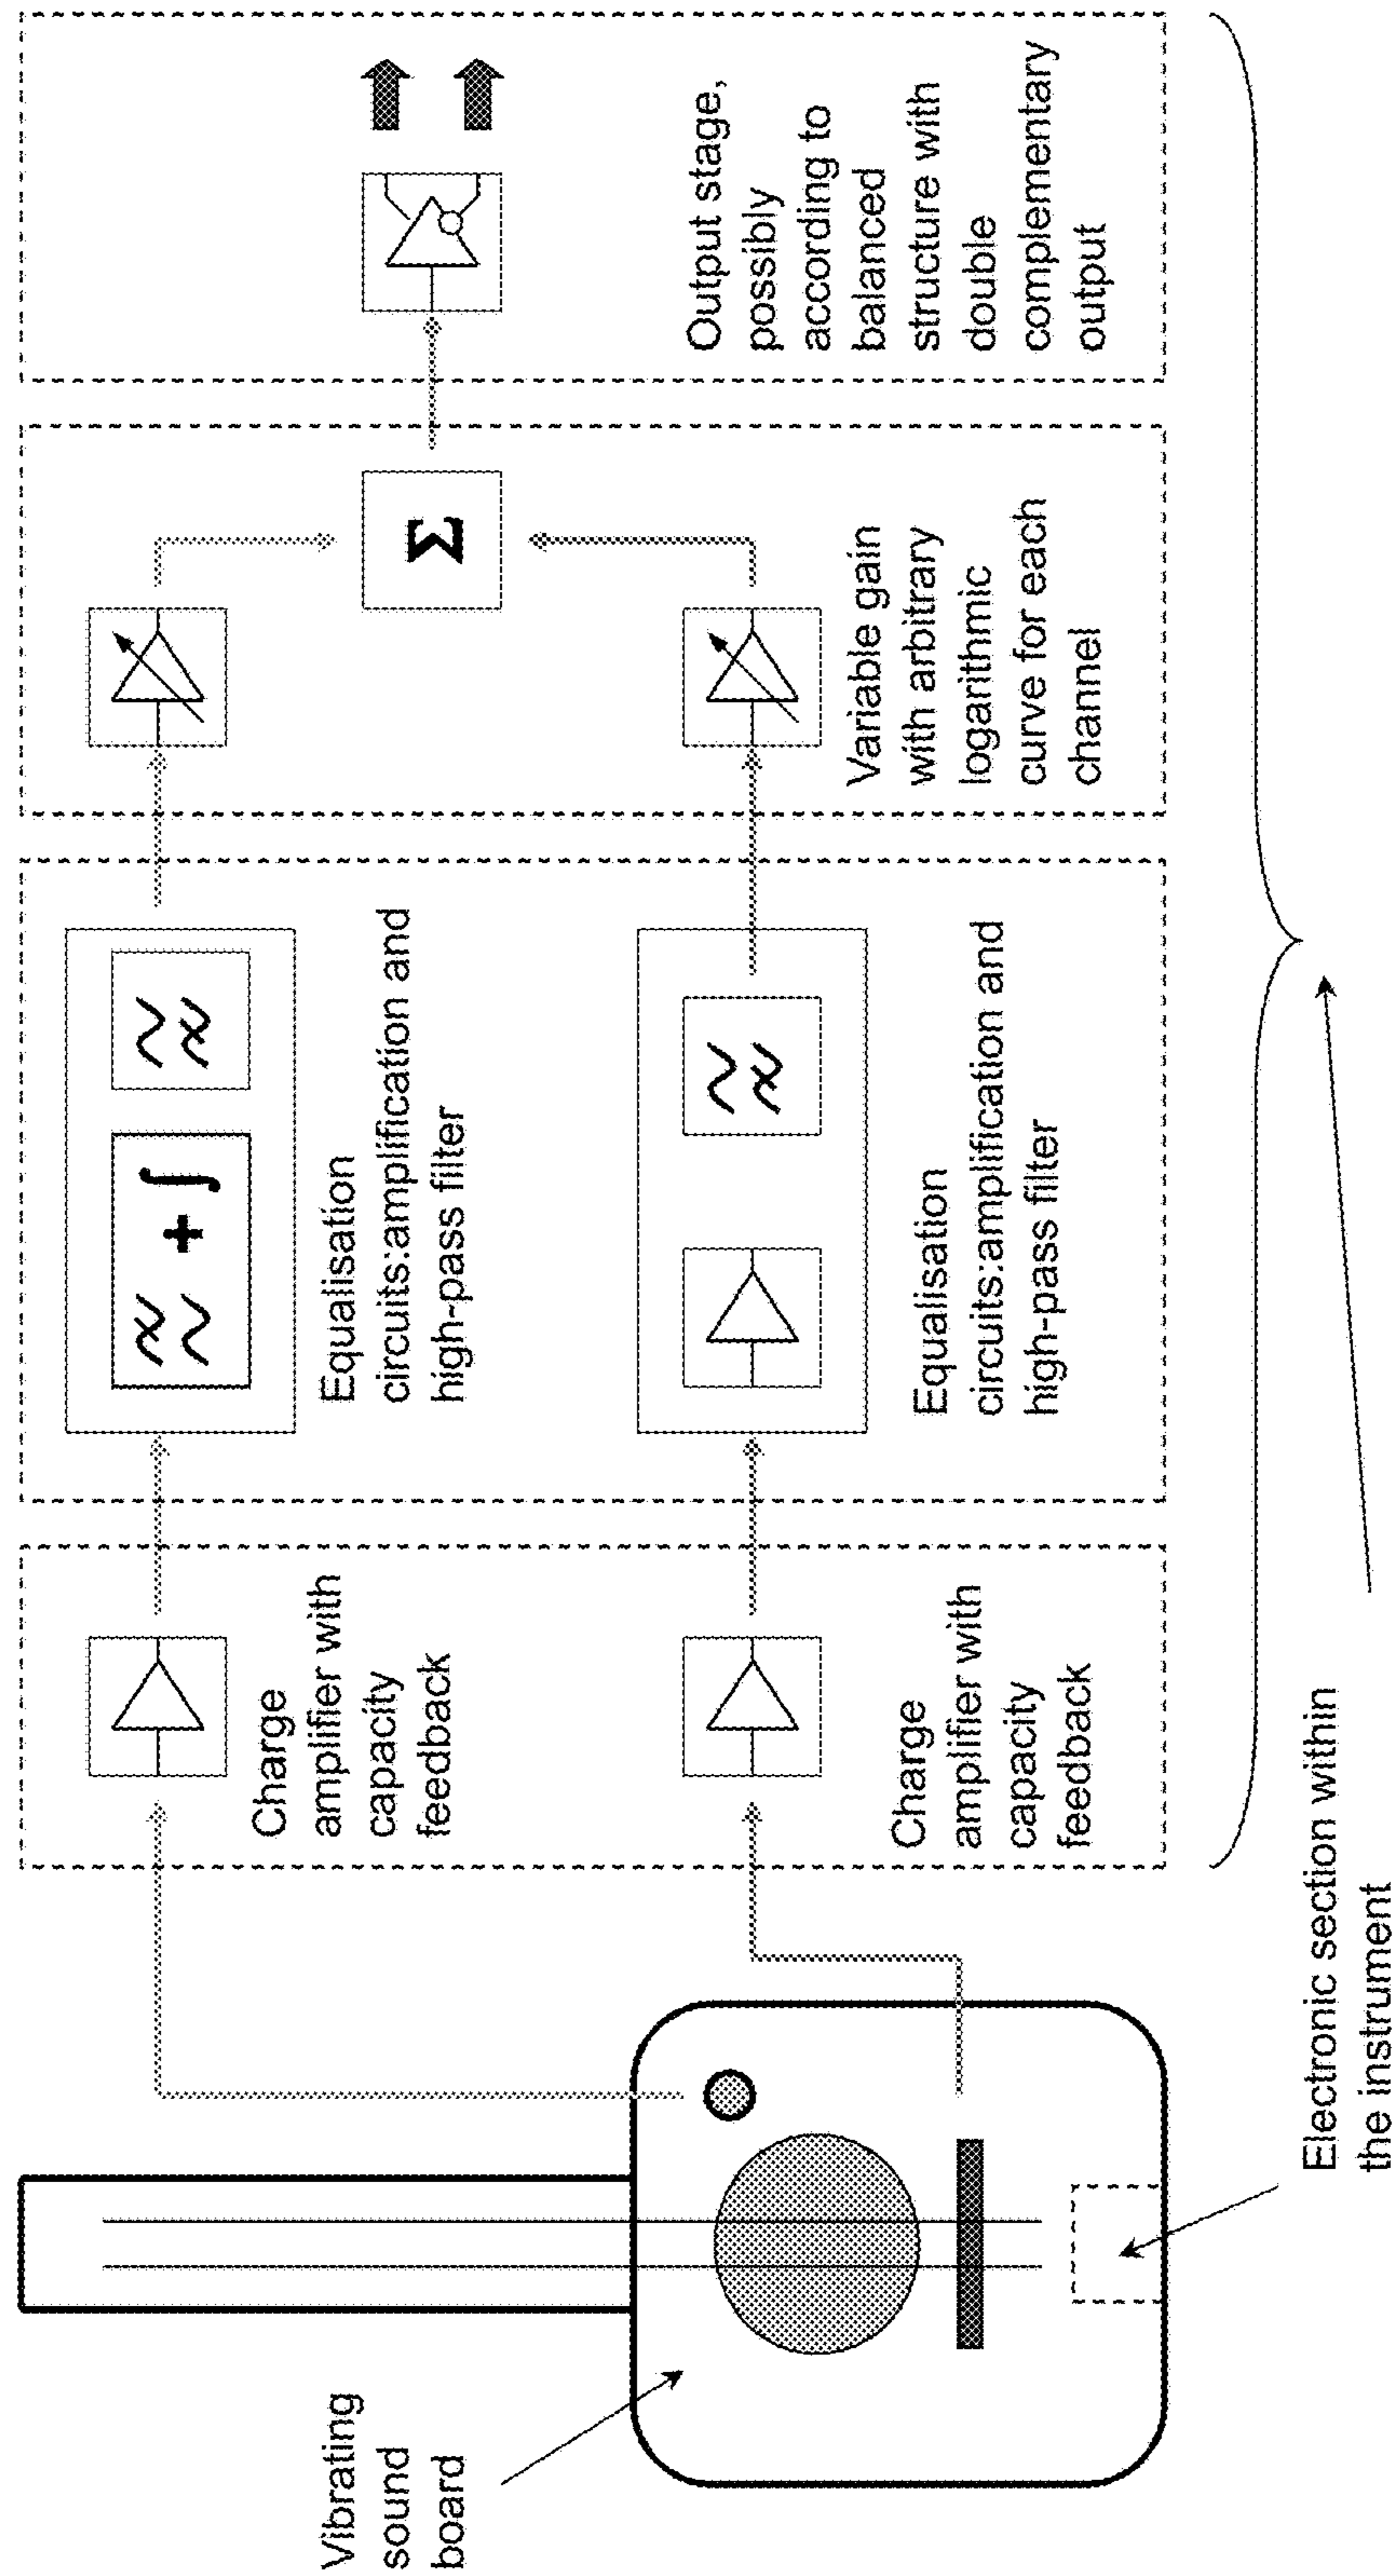 Vibrating
sound
board
Charge
amplifier with
capacity
feedback
Equalisation
circuits:amplification and
high-pass filter
Σ
Charge
amplifier with
capacity
feedback
Equalisation
circuits:amplification and
high-pass filter
Variable gain
with arbitrary
logarithmic
curve for each
channel
Output stage,
possibly
according to
balanced
structure with
double
complementary
output
Electronic section within
the instrument